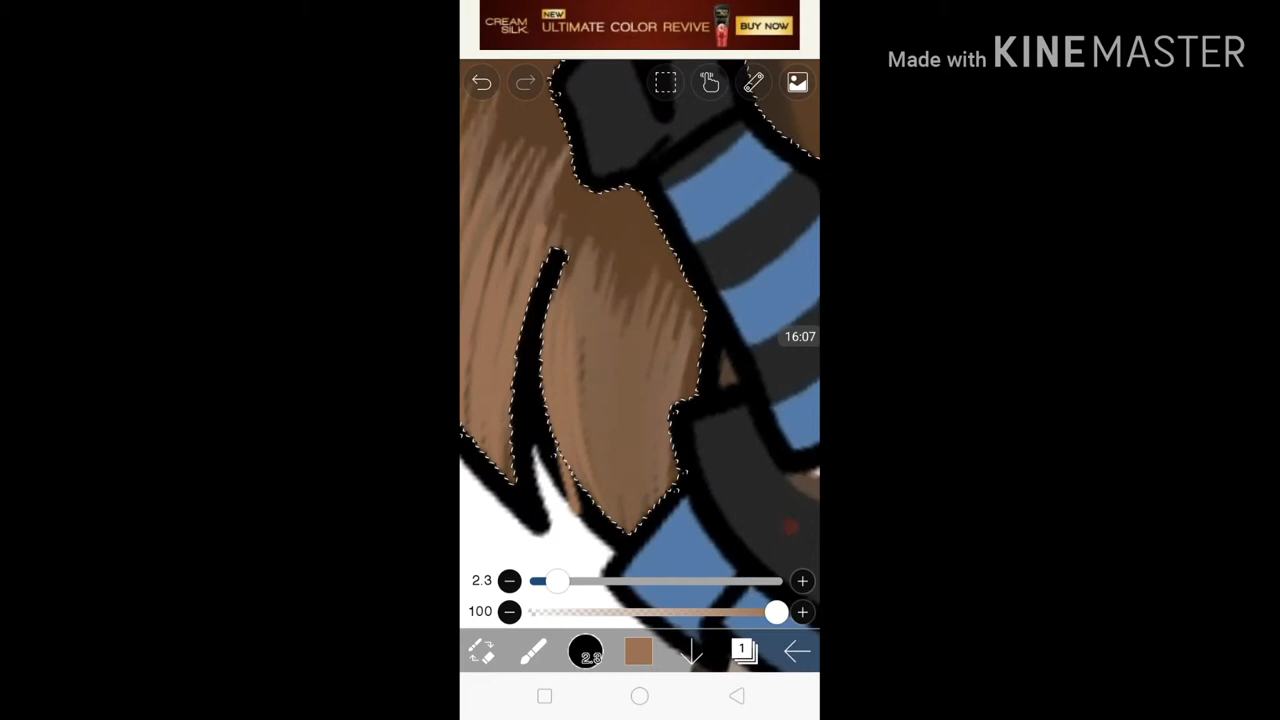 CREAM SILK
NEW
ULTIMATE COLOR REVIVE
BUY NOW
Made with KINEMASTER
16:07
2.3
100
2.3
1